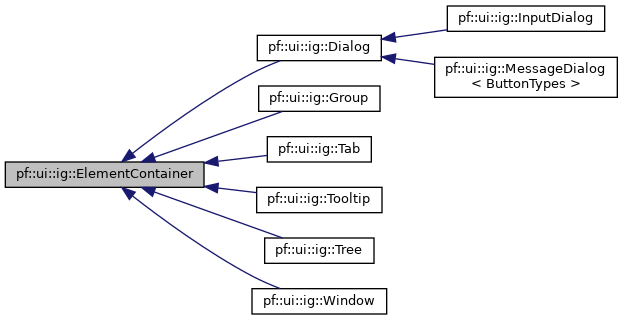 pf::ui::ig::InputDialog
pf::ui::ig::Dialog
pf::ui::ig::MessageDialog
< ButtonTypes >
pf::ui::ig::Group
pf::ui::ig::Tab
pf::ui::ig::ElementContainer
pf::ui::ig::Tooltip
pf::ui::ig::Tree
pf::ui::ig::Window